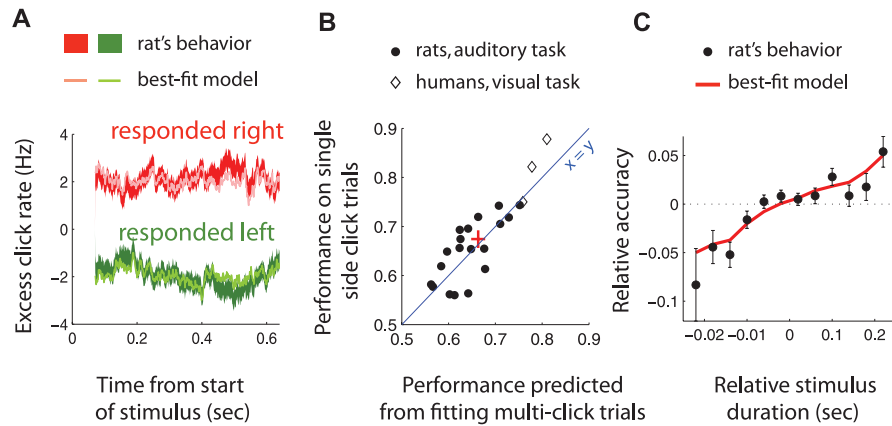 A
rat's behavior
best-fit model
responded right
responded left
Excess click rate (Hz)
4
2
0
−2
−4
0
0.2
0.4
0.6
Time from start
of stimulus (sec)
B
rats, auditory task
humans, visual task
x = y
Performance on single
side click trials
0.9
0.8
0.7
0.6
0.5
0.5
0.6
0.7
0.8
0.9
Performance predicted
from fitting multi-click trials
C
rat's behavior
best-fit model
Relative accuracy
0.05
0
−0.05
−0.1
−0.02
−0.01
0
0.1
0.2
Relative stimulus
duration (sec)